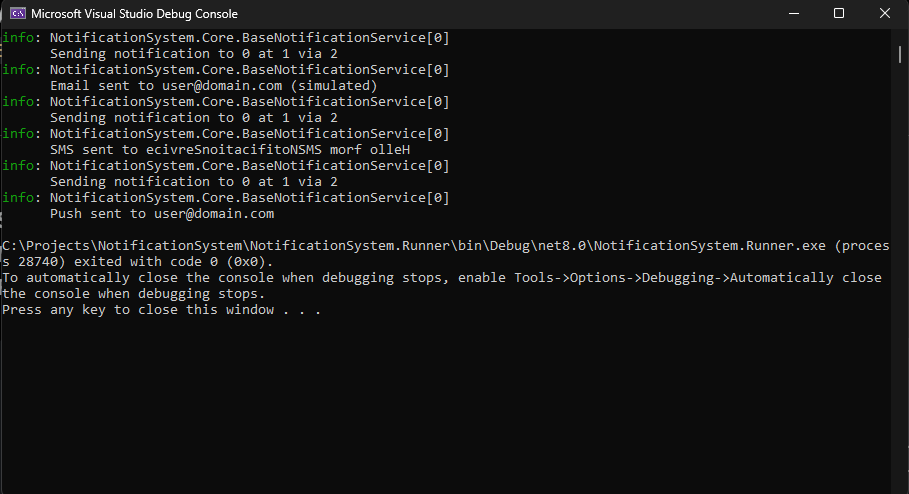 Microsoft Visual Studio Debug Console
info: NotificationSystem.Core.BaseNotificationService[0]
Sending notification to 0 at 1 via 2
info: NotificationSystem.Core.BaseNotificationService[0]
Email sent to user@domain.com (simulated)
info: NotificationSystem.Core.BaseNotificationService[0]
Sending notification to 0 at 1 via 2
info: NotificationSystem.Core.BaseNotificationService[0]
SMS sent to ecivreSnoitacifitoNSMS morf olleH
info: NotificationSystem.Core.BaseNotificationService[0]
Sending notification to 0 at 1 via 2
info: NotificationSystem.Core.BaseNotificationService[0]
Push sent to user@domain.com
C:\Projects\NotificationSystem\NotificationSystem.Runner\bin\Debug\net8.0\NotificationSystem.Runner.exe (proces
s 28740) exited with code 0 (0x0).
To automatically close the console when debugging stops, enable Tools->Options->Debugging->Automatically close
the console when debugging stops.
Press any key to close this window . . .